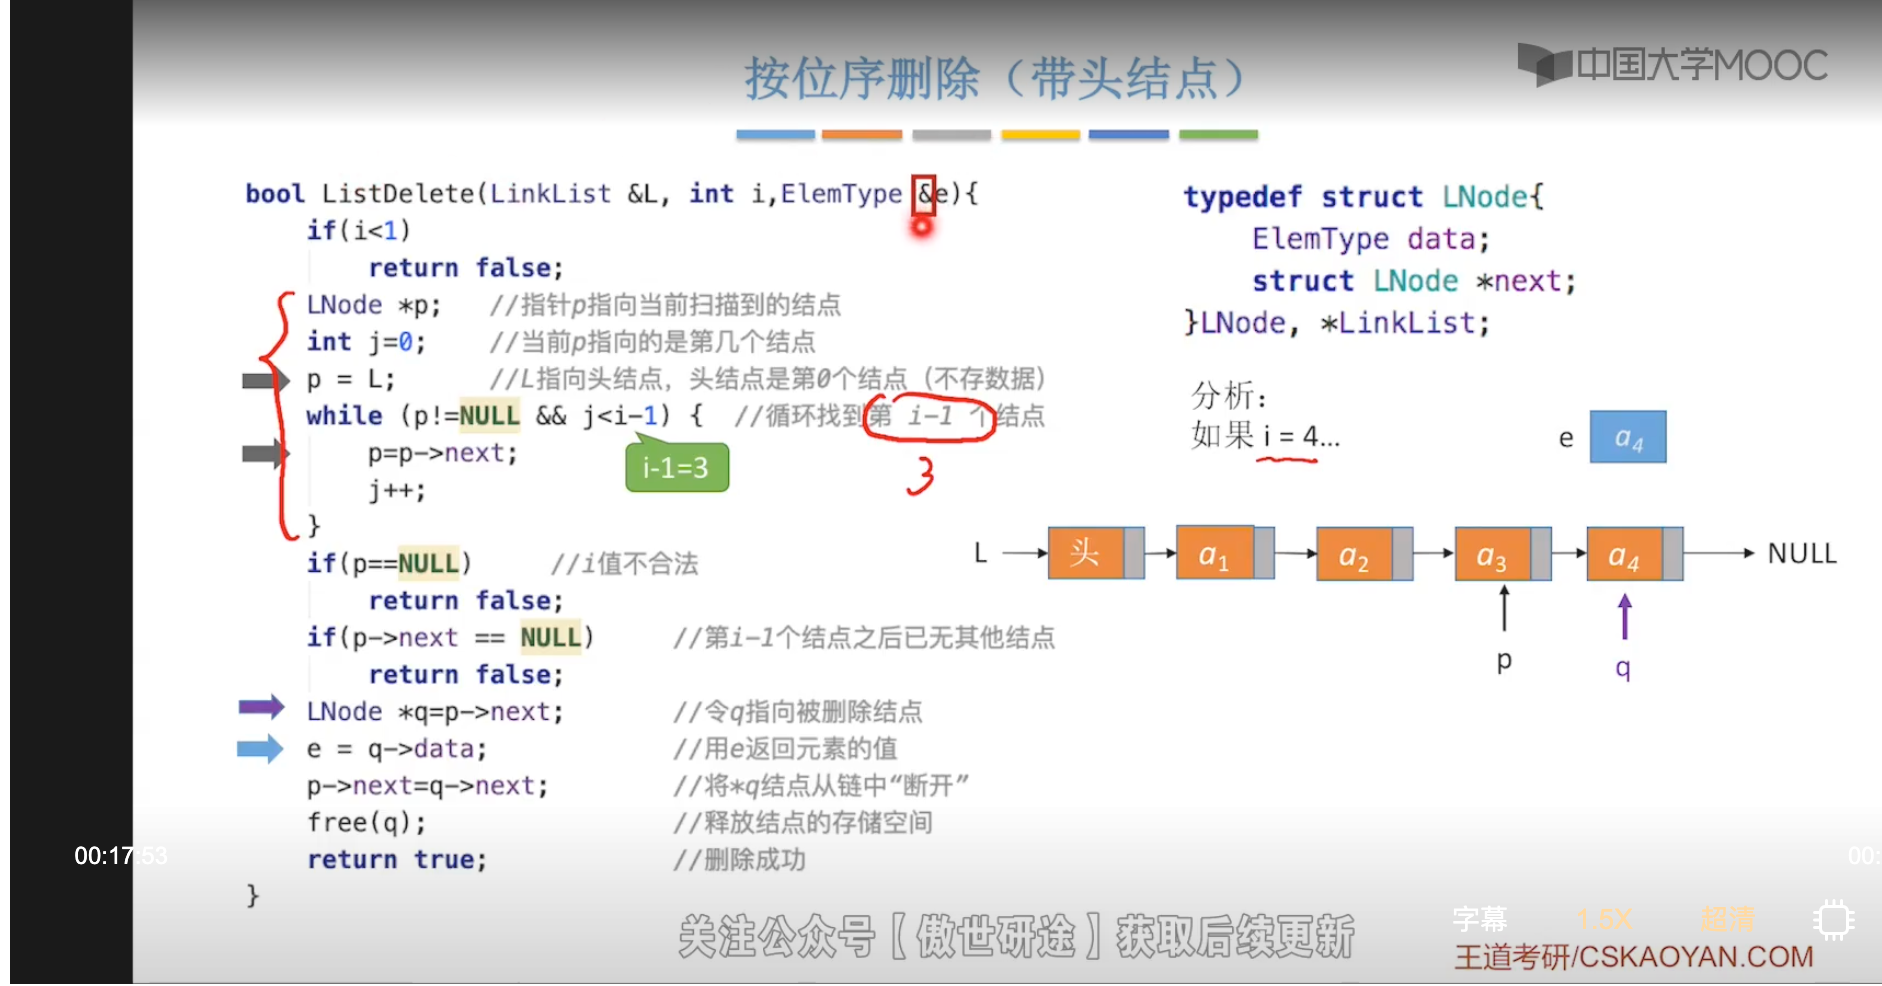 按位序删除（带头结点）
中国大学MOOC
bool ListDelete(LinkList &L, int i,ElemType &e){
if(i<1)
return false;
LNode *p; //指针p指向当前扫描到的结点
int j=0; //当前p指向的是第几个结点
p = L; //L指向头结点，头结点是第0个结点（不存数据）
while (p!=NULL && j<i-1) { //循环找到第 i-1 个结点
p=p->next;
i-1=3
3
j++;
}
if(p==NULL) //i值不合法
return false;
if(p->next == NULL) //第i-1个结点之后已无其他结点
return false;
LNode *q=p->next; //令q指向被删除结点
e = q->data; //用e返回元素的值
p->next=q->next; //将*q结点从链中“断开”
free(q); //释放结点的存储空间
return true; //删除成功
}
typedef struct LNode{
ElemType data;
struct LNode *next;
}LNode, *LinkList;
分析：
如果 i = 4...
e a4
L 头 a1 a2 a3 a4 NULL
p q
00:17:53
00:
字幕 1.5X 超清
关注公众号【傲世研途】获取后续更新
王道考研/CSKAOYAN.COM